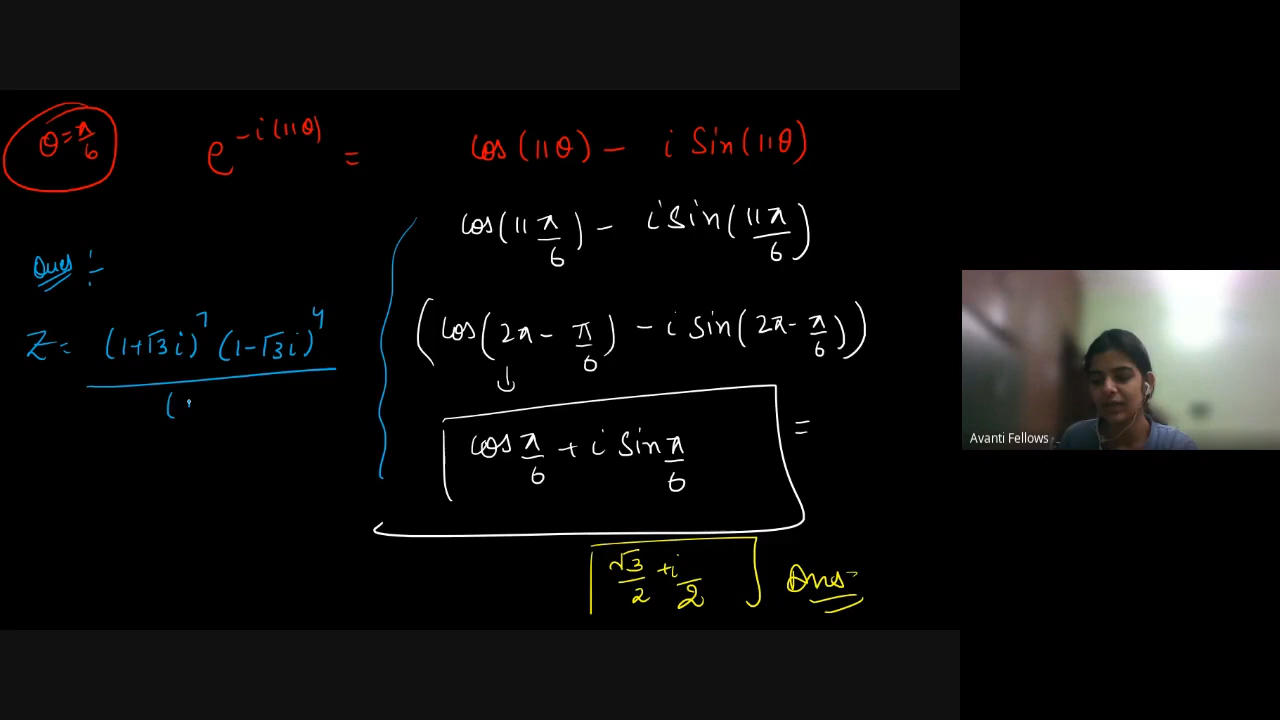 θ = π/6
e^{-i(11θ)} = cos(11θ) - i Sin(11θ)
cos(11 π/6) - i Sin(11π/6)
(cos(2π - π/6) - i sin(2π - π/6))
cos π/6 + i Sin π/6 =
√3/2 + i/2 Ans:
Ques :-
Z = (1+√3i)^7 (1-√3i)^4
(
Avanti Fellows